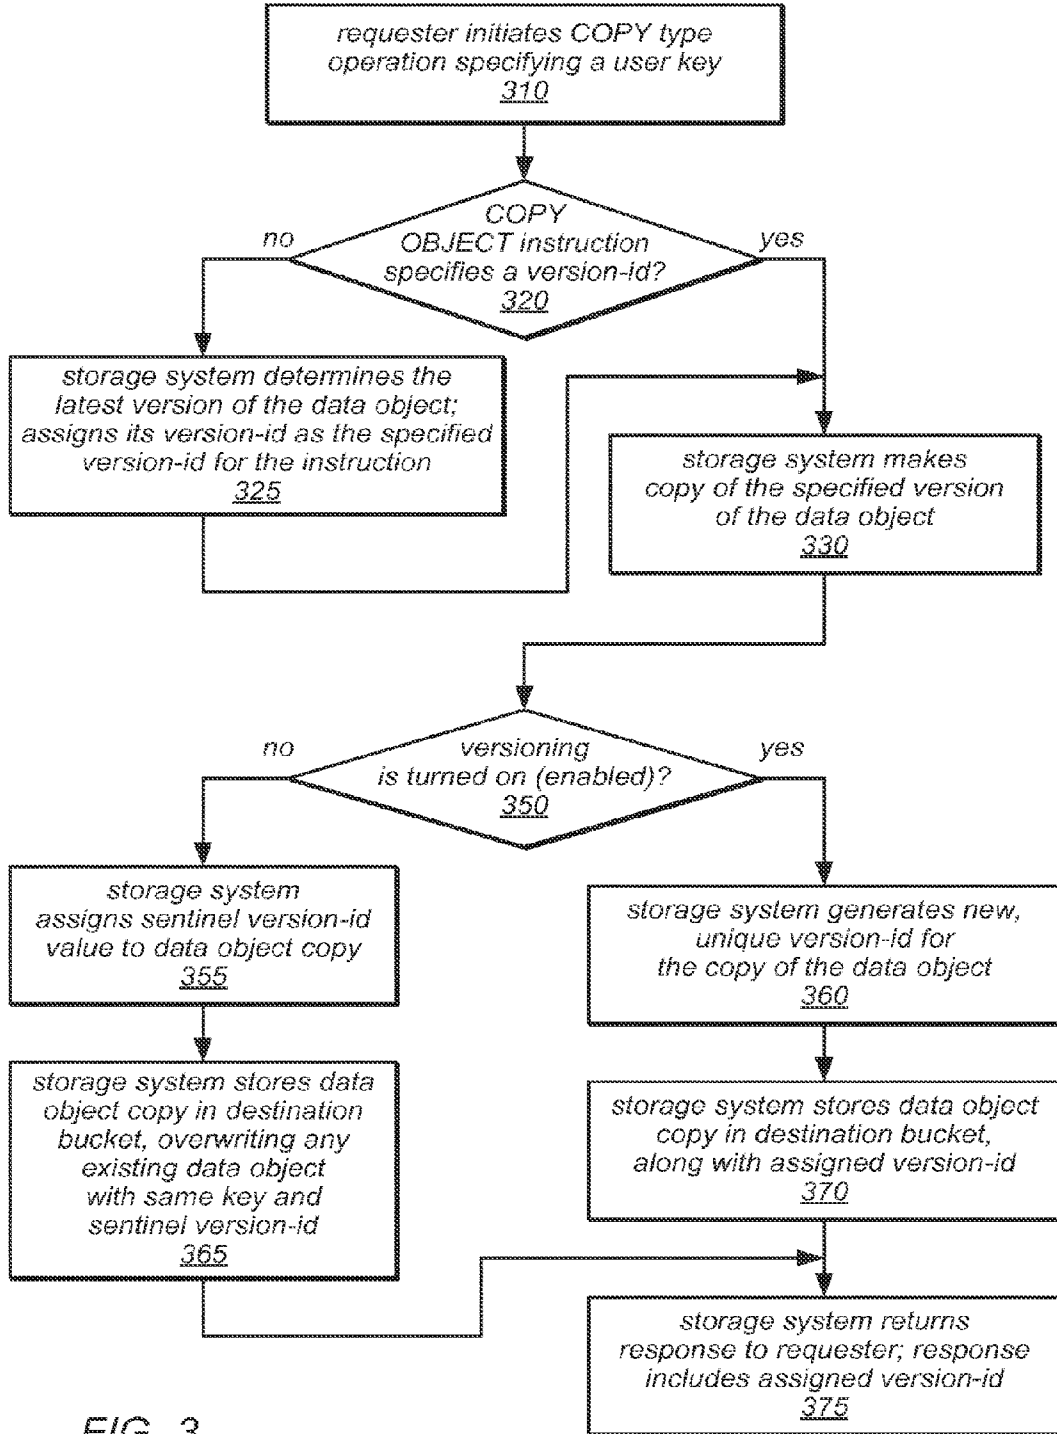 requester initiates COPY type
operation specifying a user key
310
COPY
OBJECT instruction
specifies a version-id?
320
no
yes
storage system determines the
latest version of the data object;
assigns its version-id as the specified
version-id for the instruction
325
storage system makes
copy of the specified version
of the data object
330
versioning
is turned on (enabled)?
350
no
yes
storage system
assigns sentinel version-id
value to data object copy
355
storage system generates new,
unique version-id for
the copy of the data object
360
storage system stores data
object copy in destination
bucket, overwriting any
existing data object
with same key and
sentinel version-id
365
storage system stores data object
copy in destination bucket,
along with assigned version-id
370
storage system returns
response to requester; response
includes assigned version-id
375
FIG. 3